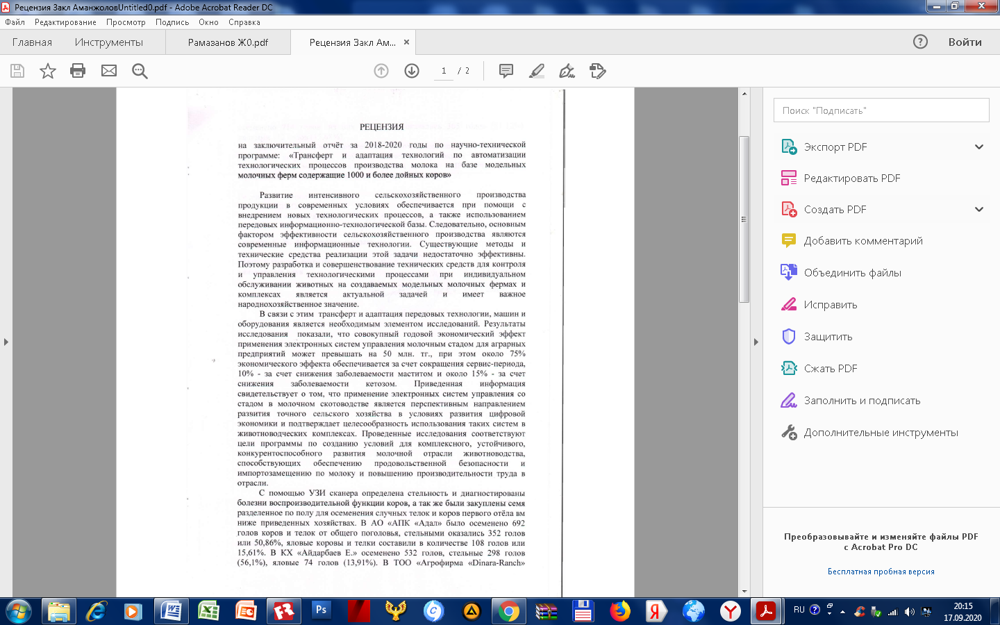 Рецензия Закл АманжоловUntitled0.pdf - Adobe Acrobat Reader DC
Файл Редактирование Просмотр Подпись Окно Справка
Главная Инструменты Рамазанов Ж0.pdf Рецензия Закл Ам... Войти
1 / 2
РЕЦЕНЗИЯ
на заключительный отчёт за 2018-2020 годы по научно-технической
программе: «Трансферт и адаптация технологий по автоматизации
технологических процессов производства молока на базе модельных
молочных ферм содержащие 1000 и более дойных коров»
Развитие интенсивного сельскохозяйственного производства
продукции в современных условиях обеспечивается при помощи с
внедрением новых технологических процессов, а также использованием
передовых информационно-технологической базы. Следовательно, основным
фактором эффективности сельскохозяйственного производства являются
современные информационные технологии. Существующие методы и
технические средства реализации этой задачи недостаточно эффективны.
Поэтому разработка и совершенствование технических средств для контроля
и управления технологическими процессами при индивидуальном
обслуживании животных на создаваемых модельных молочных фермах и
комплексах является актуальной задачей и имеет важное
народнохозяйственное значение.
В связи с этим трансферт и адаптация передовых технологии, машин и
оборудования является необходимым элементом исследований. Результаты
исследования показали, что совокупный годовой экономический эффект
применения электронных систем управления молочным стадом для аграрных
предприятий может превышать на 50 млн. тг., при этом около 75%
экономического эффекта обеспечивается за счет сокращения сервис-периода,
10% - за счет снижения заболеваемости маститом и около 15% - за счет
снижения заболеваемости кетозом. Приведенная информация
свидетельствует о том, что применение электронных систем управления со
стадом в молочном скотоводстве является перспективным направлением
развития точного сельского хозяйства в условиях развития цифровой
экономики и подтверждает целесообразность использования таких систем в
животноводческих комплексах. Проведенные исследования соответствуют
цели программы по созданию условий для комплексного, устойчивого,
конкурентоспособного развития молочной отрасли животноводства,
способствующих обеспечению продовольственной безопасности и
импортозамещению по молоку и повышению производительности труда в
отрасли.
С помощью УЗИ сканера определена стельность и диагностированы
болезни воспроизводительной функции коров, а так же были закуплены семя
разделенное по полу для осеменения случных телок и коров первого отёла вм
ниже приведенных хозяйствах. В АО «АПК «Адал» было осеменено 692
голов коров и телок от общего поголовья, стельными оказались 352 голов
или 50,86%, яловые коровы и телки составили в количестве 108 голов или
15,61%. В КХ «Айдарбаев Е.» осеменено 532 голов, стельные 298 голов
(56,1%), яловые 74 голов (13,91%). В ТОО «Агрофирма «Dinara-Ranch»
Поиск "Подписать"
Экспорт PDF
Редактировать PDF
Создать PDF
Добавить комментарий
Объединить файлы
Исправить
Защитить
Сжать PDF
Заполнить и подписать
Дополнительные инструменты
Преобразовывайте и изменяйте файлы PDF
с Acrobat Pro DC
Бесплатная пробная версия
RU
20:15
17.09.2020